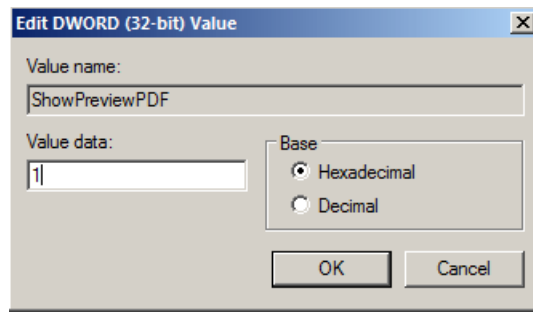 Edit DWORD (32-bit) Value
Value name:
ShowPreviewPDF
Value data:
1
Base
Hexadecimal
Decimal
OK
Cancel